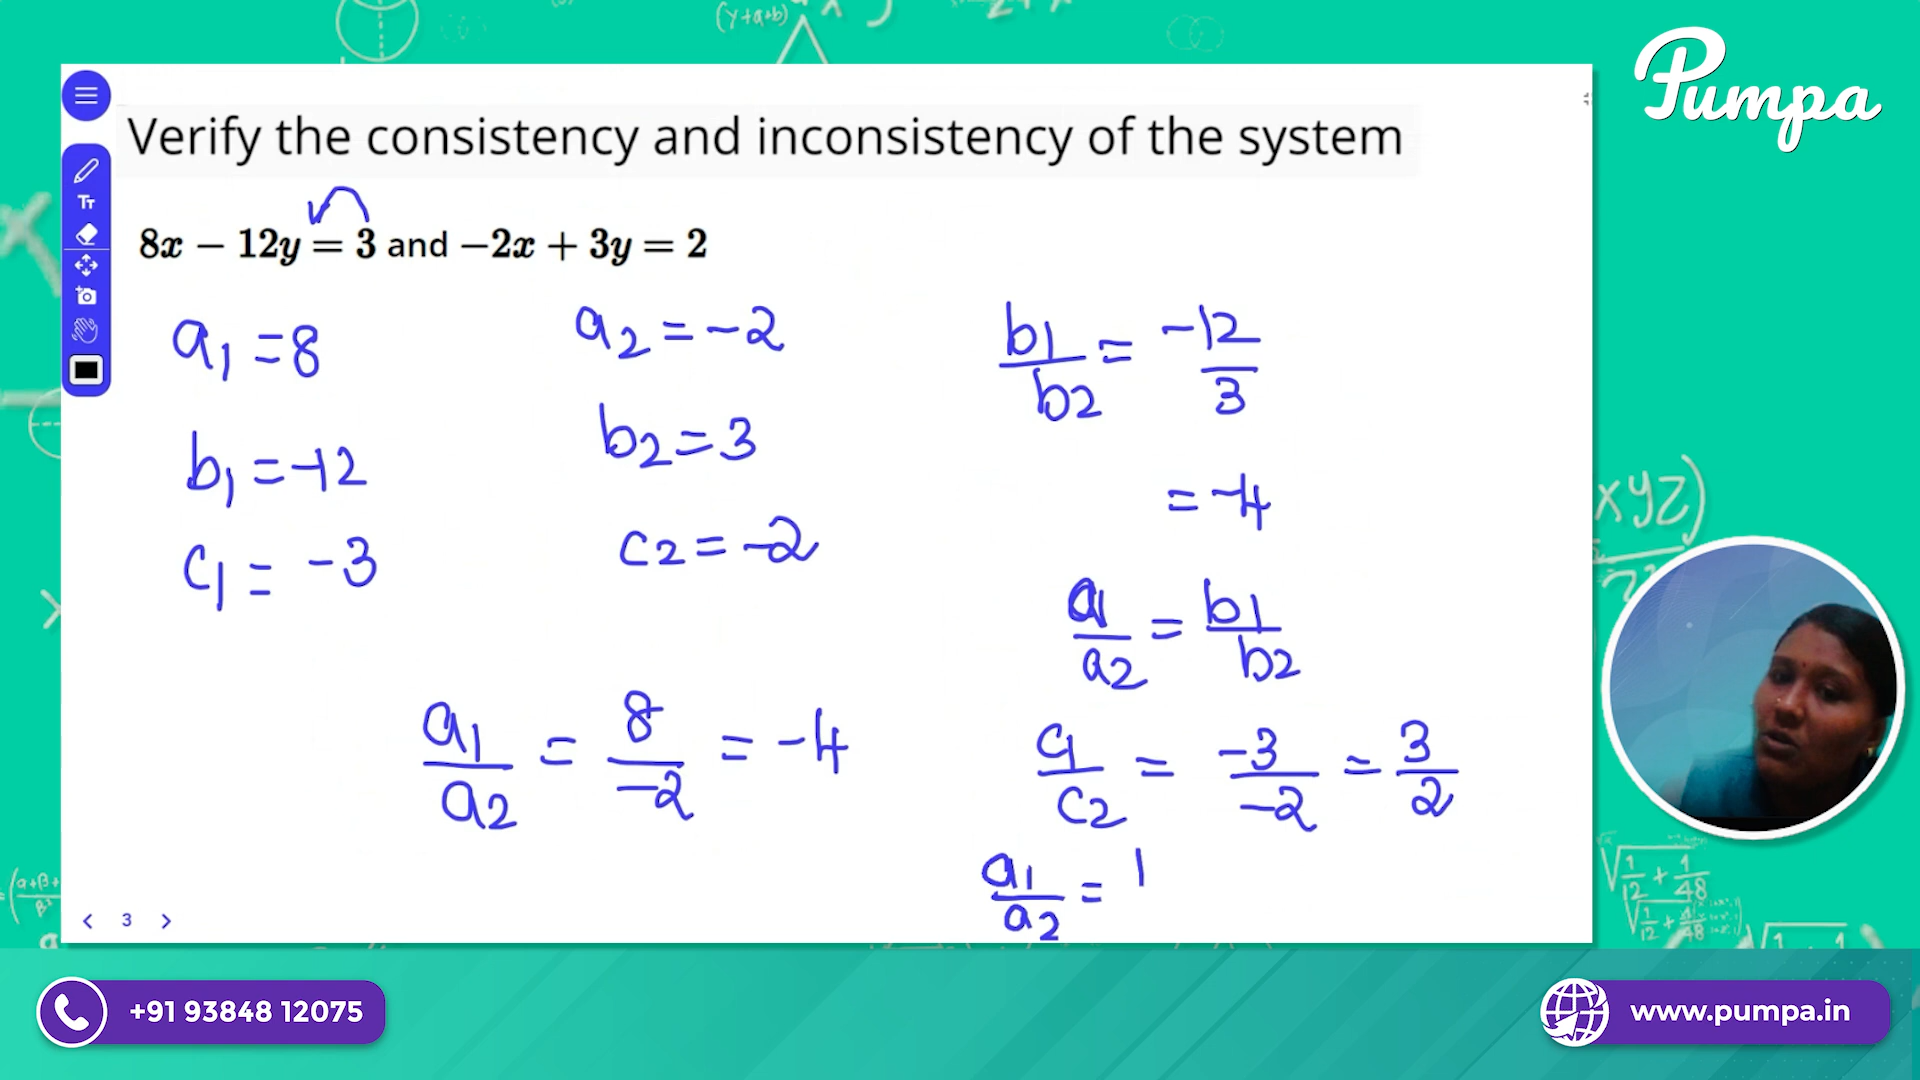 Pumpa
Verify the consistency and inconsistency of the system
8x − 12y = 3 and −2x + 3y = 2
a1 = 8
b1 = -12
c1 = -3
a2 = -2
b2 = 3
c2 = -2
a1/a2 = 8/-2 = -4
b1/b2 = -12/3
= -4
a1/a2 = b1/b2
c1/c2 = -3/-2 = 3/2
a1/a2 =
3
(y+a+b)
xyz)
+91 93848 12075
www.pumpa.in